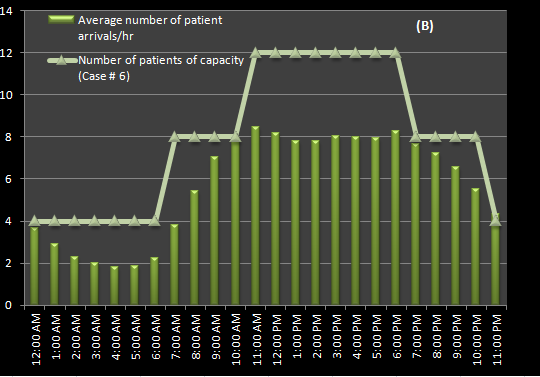 Average number of patient
arrivals/hr
Number of patients of capacity
(Case # 6)
(B)
14
12
10
8
6
4
2
0
12:00 AM
1:00 AM
2:00 AM
3:00 AM
4:00 AM
5:00 AM
6:00 AM
7:00 AM
8:00 AM
9:00 AM
10:00 AM
11:00 AM
12:00 PM
1:00 PM
2:00 PM
3:00 PM
4:00 PM
5:00 PM
6:00 PM
7:00 PM
8:00 PM
9:00 PM
10:00 PM
11:00 PM